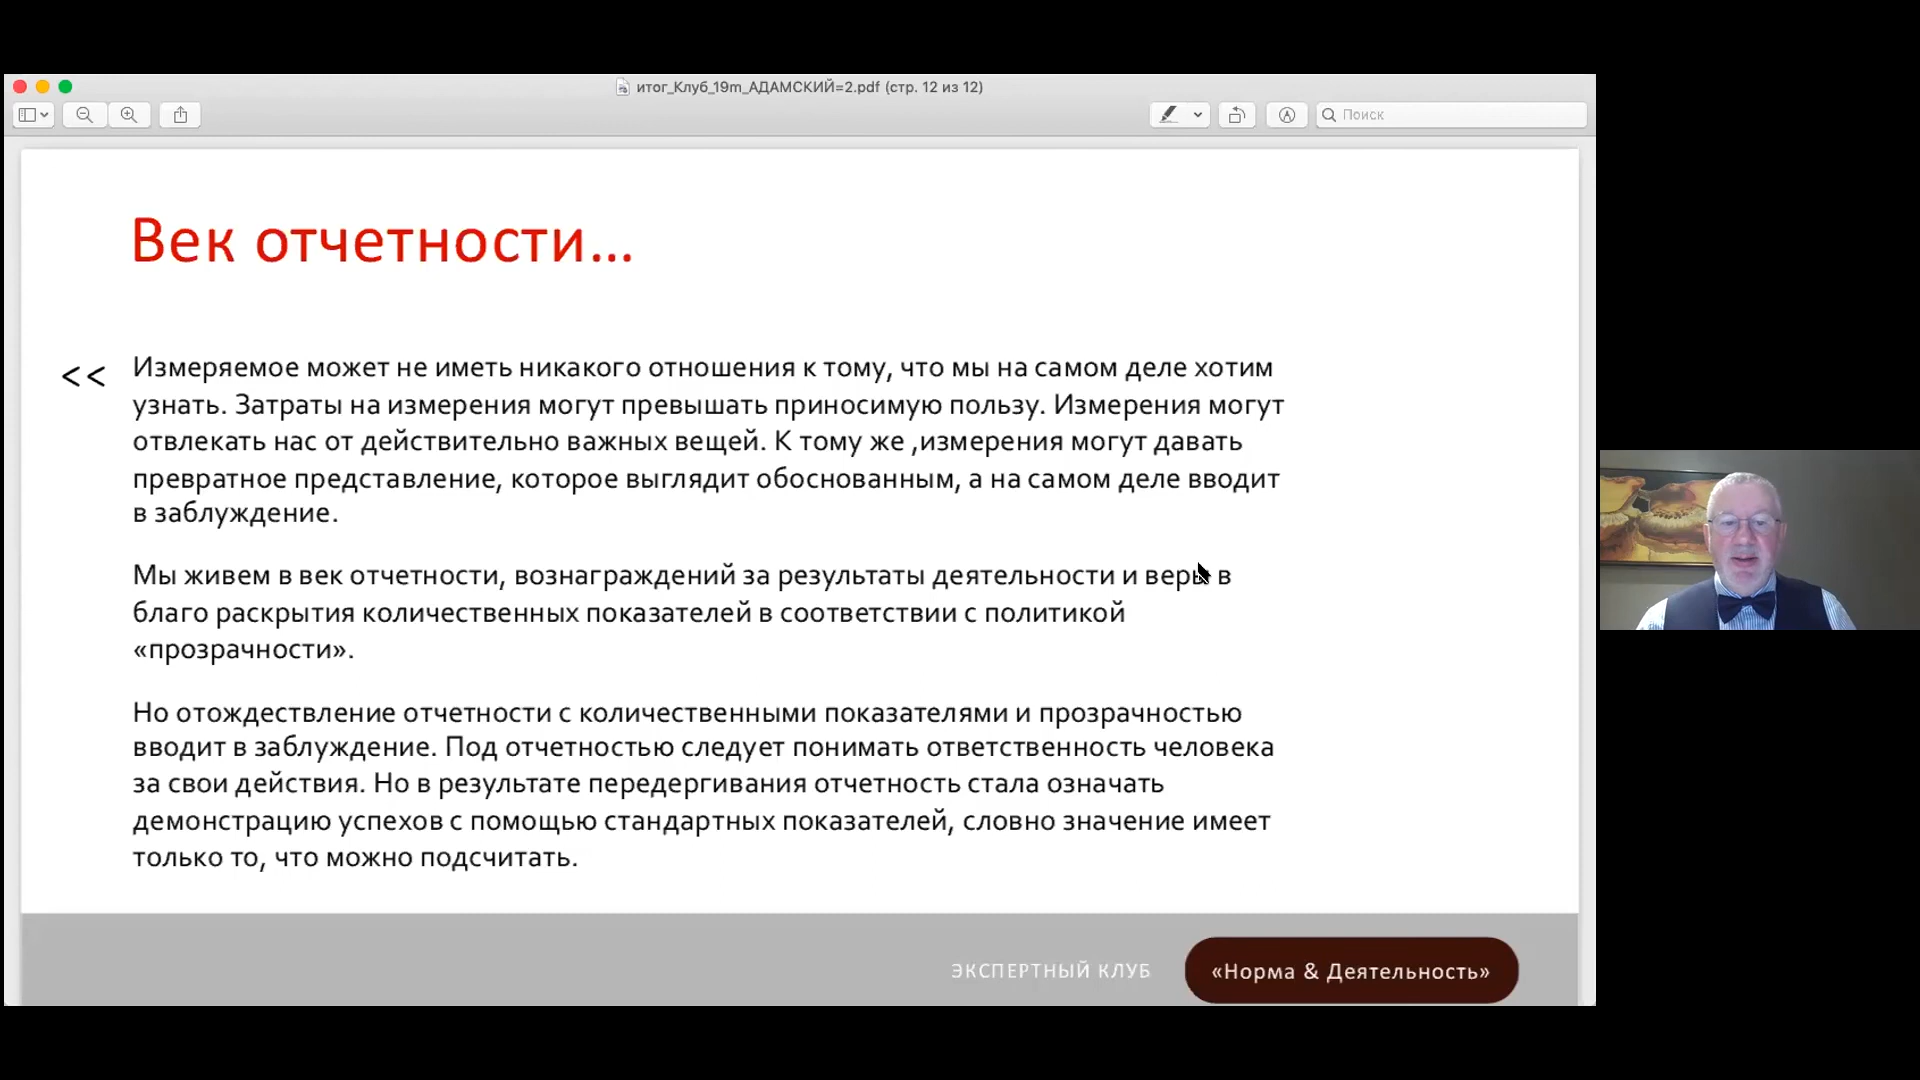 итог_Клуб_19m_АДАМСКИЙ=2.pdf (стр. 12 из 12)
Поиск
Век отчетности...
<< Измеряемое может не иметь никакого отношения к тому, что мы на самом деле хотим
узнать. Затраты на измерения могут превышать приносимую пользу. Измерения могут
отвлекать нас от действительно важных вещей. К тому же ,измерения могут давать
превратное представление, которое выглядит обоснованным, а на самом деле вводит
в заблуждение.
Мы живем в век отчетности, вознаграждений за результаты деятельности и веры в
благо раскрытия количественных показателей в соответствии с политикой
«прозрачности».
Но отождествление отчетности с количественными показателями и прозрачностью
вводит в заблуждение. Под отчетностью следует понимать ответственность человека
за свои действия. Но в результате передергивания отчетность стала означать
демонстрацию успехов с помощью стандартных показателей, словно значение имеет
только то, что можно подсчитать.
ЭКСПЕРТНЫЙ КЛУБ
«Норма & Деятельность»